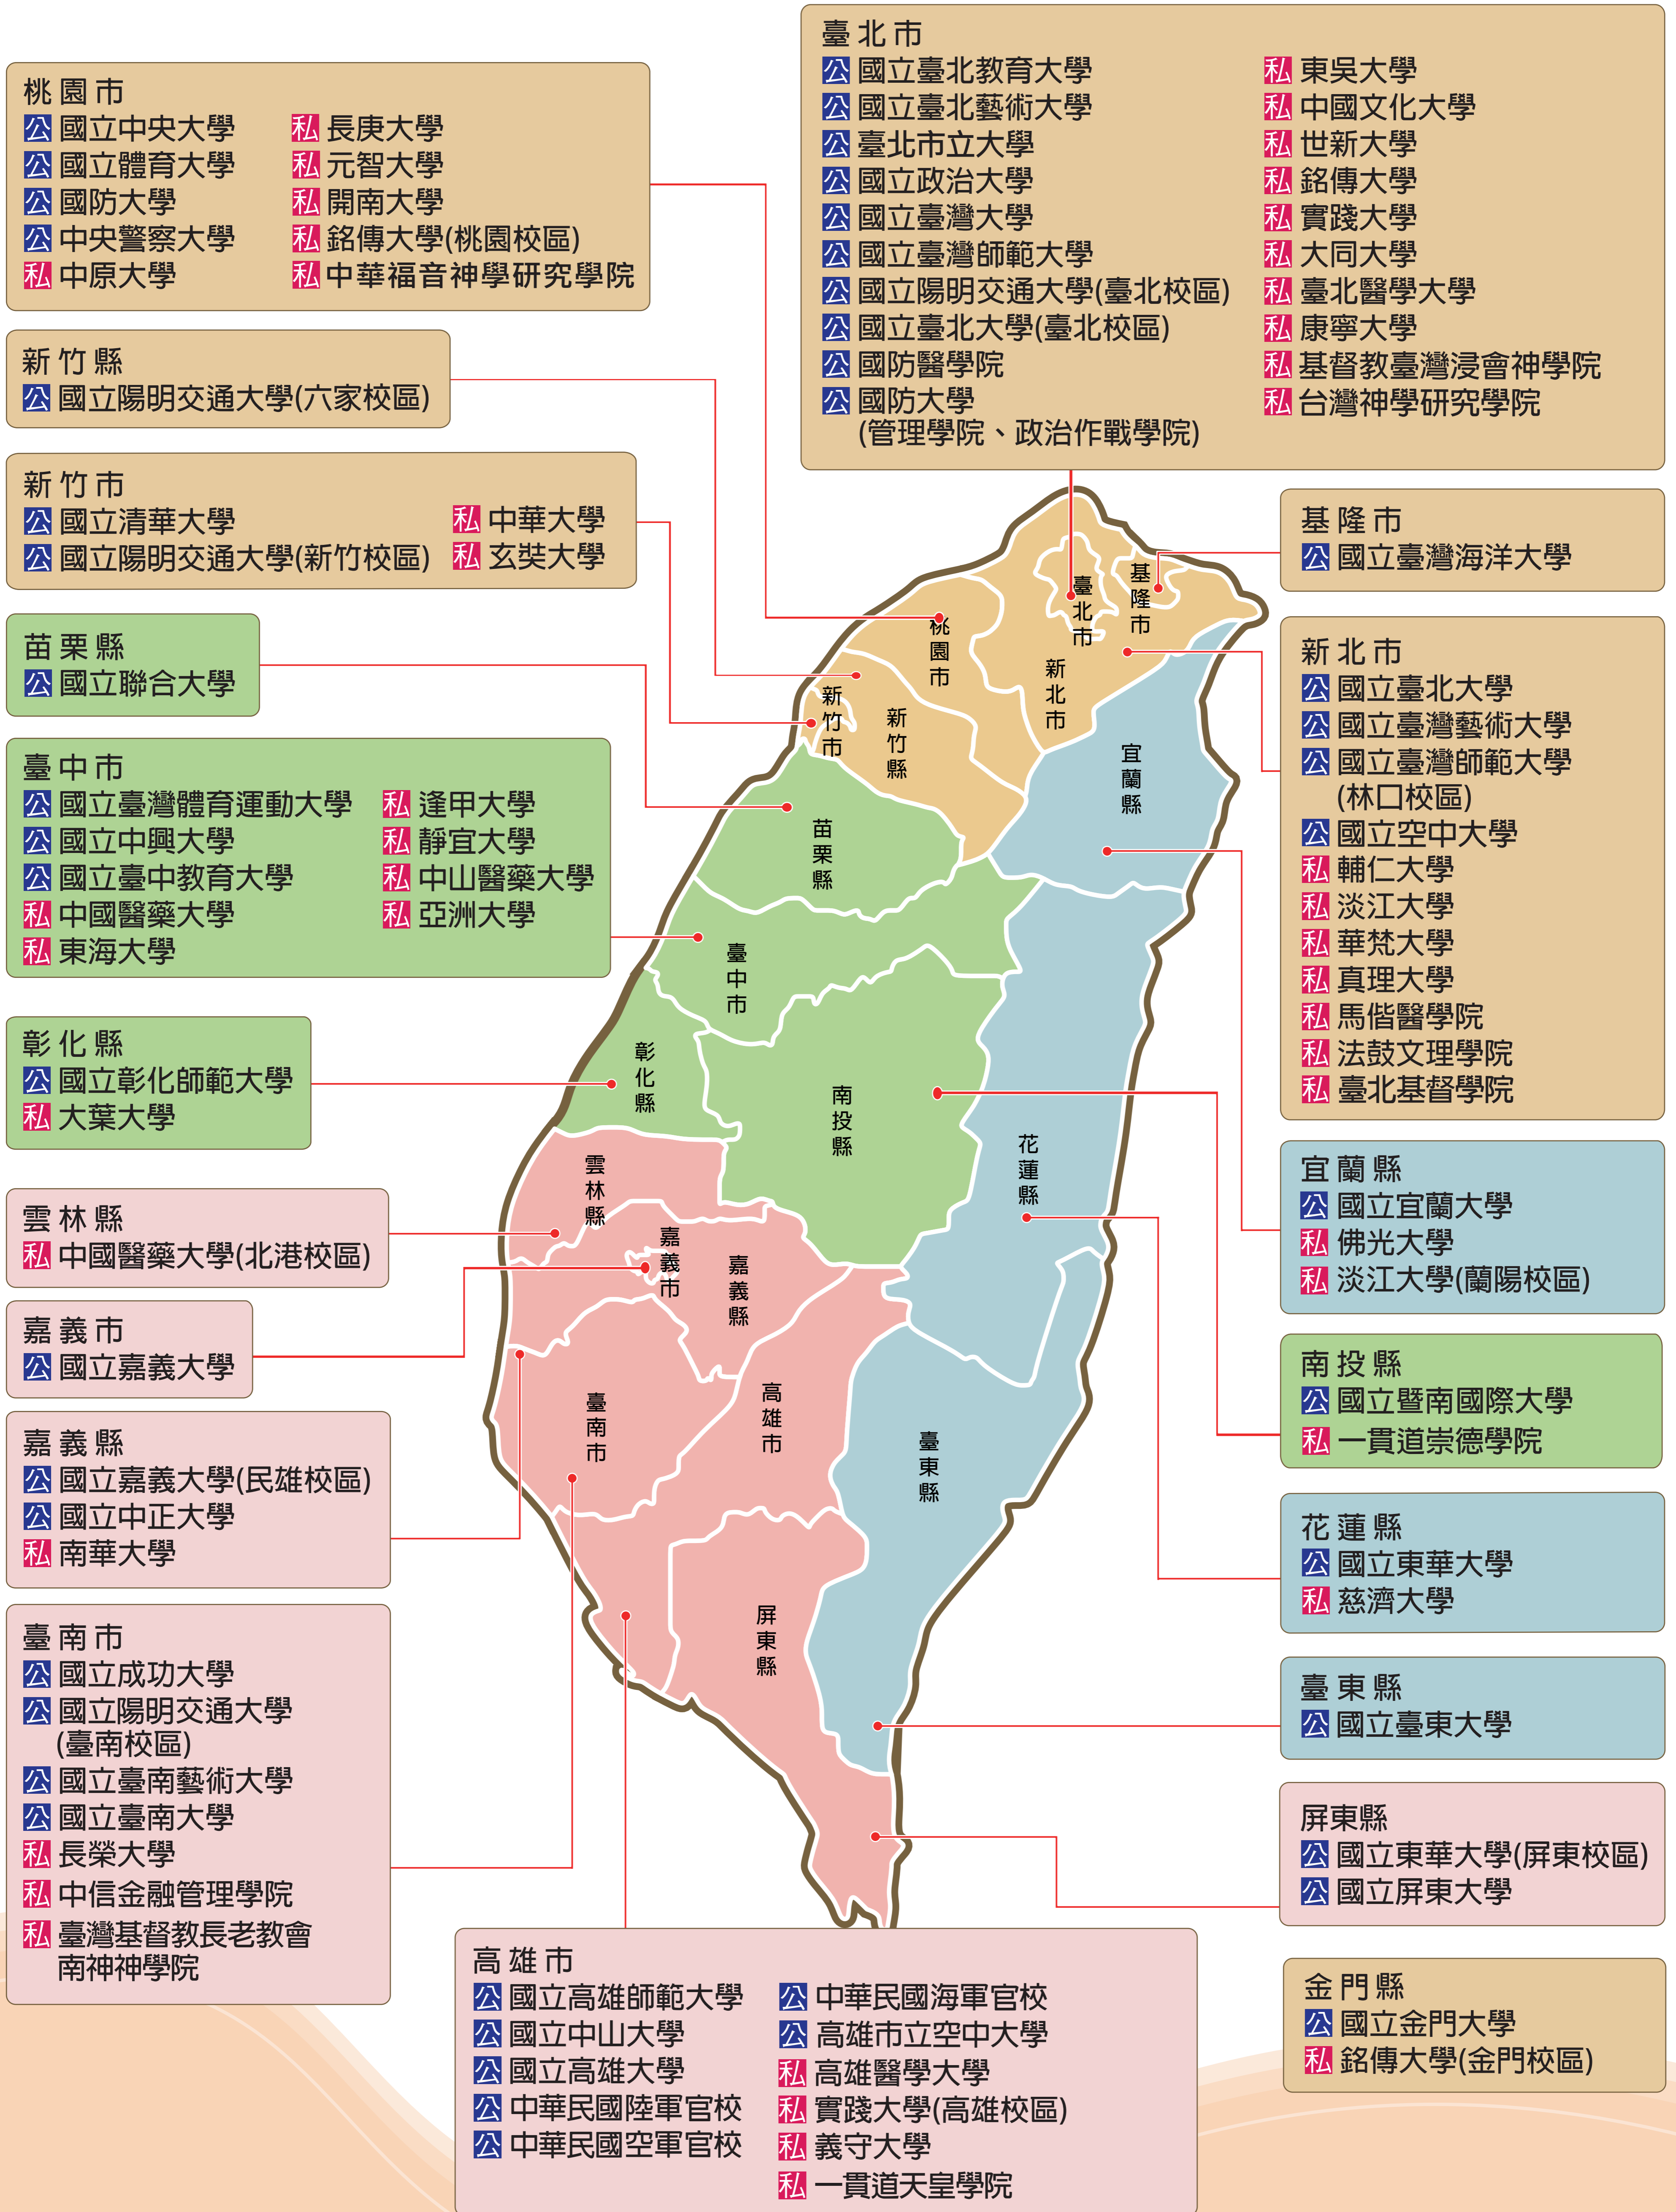 臺北市
公 國立臺北教育大學
公 國立臺北藝術大學
公 臺北市立大學
公 國立政治大學
公 國立臺灣大學
公 國立臺灣師範大學
公 國立陽明交通大學(臺北校區)
公 國立臺北大學(臺北校區)
公 國防醫學院
公 國防大學
(管理學院、政治作戰學院)
私 東吳大學
私 中國文化大學
私 世新大學
私 銘傳大學
私 實踐大學
私 大同大學
私 臺北醫學大學
私 康寧大學
私 基督教臺灣浸會神學院
私 台灣神學研究學院
桃園市
公 國立中央大學
公 國立體育大學
公 國防大學
公 中央警察大學
私 中原大學
私 長庚大學
私 元智大學
私 開南大學
私 銘傳大學(桃園校區)
私 中華福音神學研究學院
新竹縣
公 國立陽明交通大學(六家校區)
新竹市
公 國立清華大學
公 國立陽明交通大學(新竹校區)
私 中華大學
私 玄奘大學
苗栗縣
公 國立聯合大學
臺中市
公 國立臺灣體育運動大學
公 國立中興大學
公 國立臺中教育大學
私 中國醫藥大學
私 東海大學
私 逢甲大學
私 靜宜大學
私 中山醫藥大學
私 亞洲大學
彰化縣
公 國立彰化師範大學
私 大葉大學
雲林縣
私 中國醫藥大學(北港校區)
嘉義市
公 國立嘉義大學
嘉義縣
公 國立嘉義大學(民雄校區)
公 國立中正大學
私 南華大學
臺南市
公 國立成功大學
公 國立陽明交通大學
(臺南校區)
公 國立臺南藝術大學
公 國立臺南大學
私 長榮大學
私 中信金融管理學院
私 臺灣基督教長老教會
南神神學院
臺北市
基隆市
桃園市
新北市
新竹市
新竹縣
宜蘭縣
苗栗縣
臺中市
彰化縣
南投縣
花蓮縣
雲林縣
嘉義市
嘉義縣
臺南市
高雄市
臺東縣
屏東縣
基隆市
公 國立臺灣海洋大學
新北市
公 國立臺北大學
公 國立臺灣藝術大學
公 國立臺灣師範大學
(林口校區)
公 國立空中大學
私 輔仁大學
私 淡江大學
私 華梵大學
私 真理大學
私 馬偕醫學院
私 法鼓文理學院
私 臺北基督學院
宜蘭縣
公 國立宜蘭大學
私 佛光大學
私 淡江大學(蘭陽校區)
南投縣
公 國立暨南國際大學
私 一貫道崇德學院
花蓮縣
公 國立東華大學
私 慈濟大學
臺東縣
公 國立臺東大學
屏東縣
公 國立東華大學(屏東校區)
公 國立屏東大學
金門縣
公 國立金門大學
私 銘傳大學(金門校區)
高雄市
公 國立高雄師範大學
公 國立中山大學
公 國立高雄大學
公 中華民國陸軍官校
公 中華民國空軍官校
公 中華民國海軍官校
公 高雄市立空中大學
私 高雄醫學大學
私 實踐大學(高雄校區)
私 義守大學
私 一貫道天皇學院